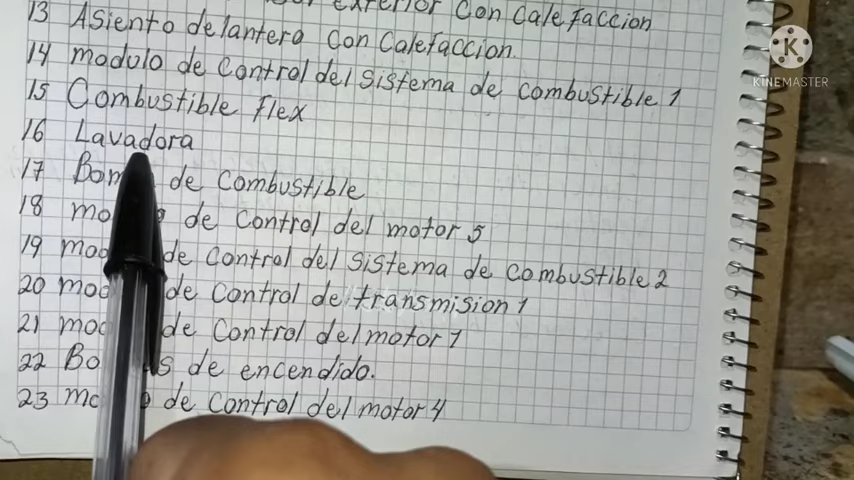 exterior con calefaccion
13 Asiento delantero con calefaccion.
14 modulo de control del sistema de combustible 1
15 Combustible flex
16 Lavadora
17 de combustible
18 de control del motor 5
19 de control del sistema de combustible 2
20 de control de transmision 1
21 de control del motor 1
22 de encendido.
23 de control del motor 4
K
KINEMASTER